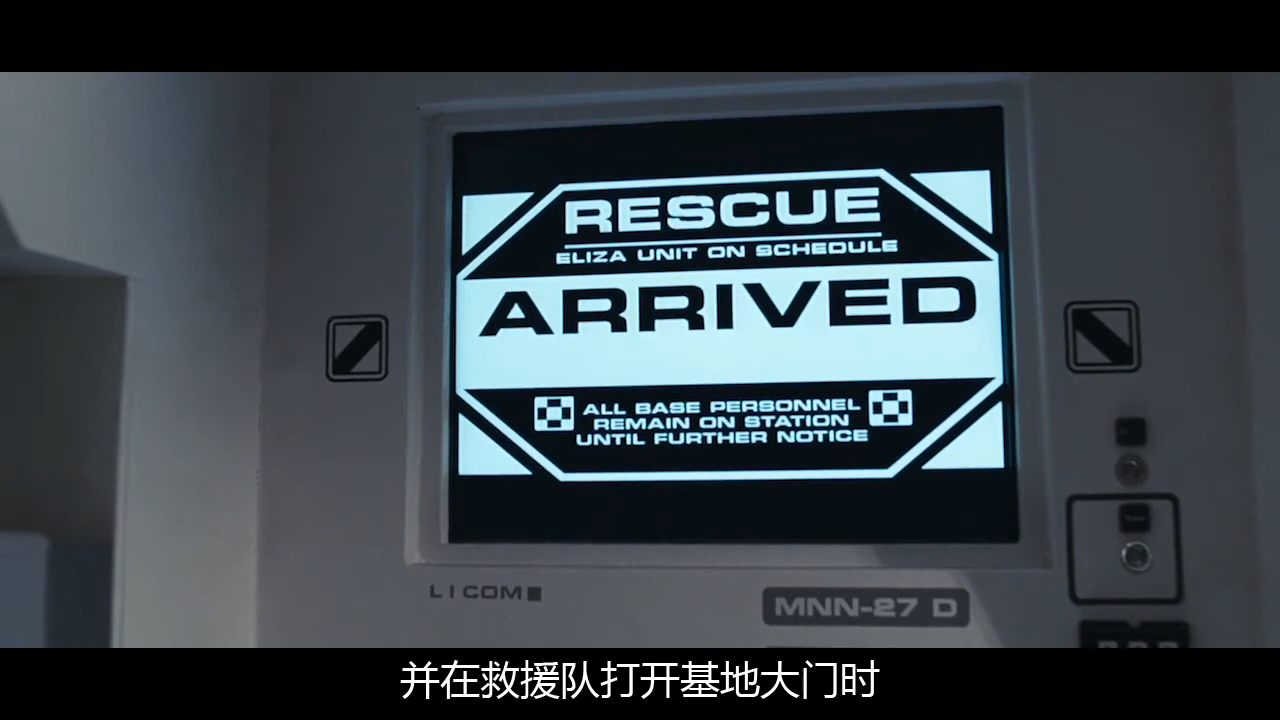 RESCUE
ELIZA UNIT ON SCHEDULE
ARRIVED
ALL BASE PERSONNEL
REMAIN ON STATION
UNTIL FURTHER NOTICE
LICOM
MNN-27 D
并在救援队打开基地大门时